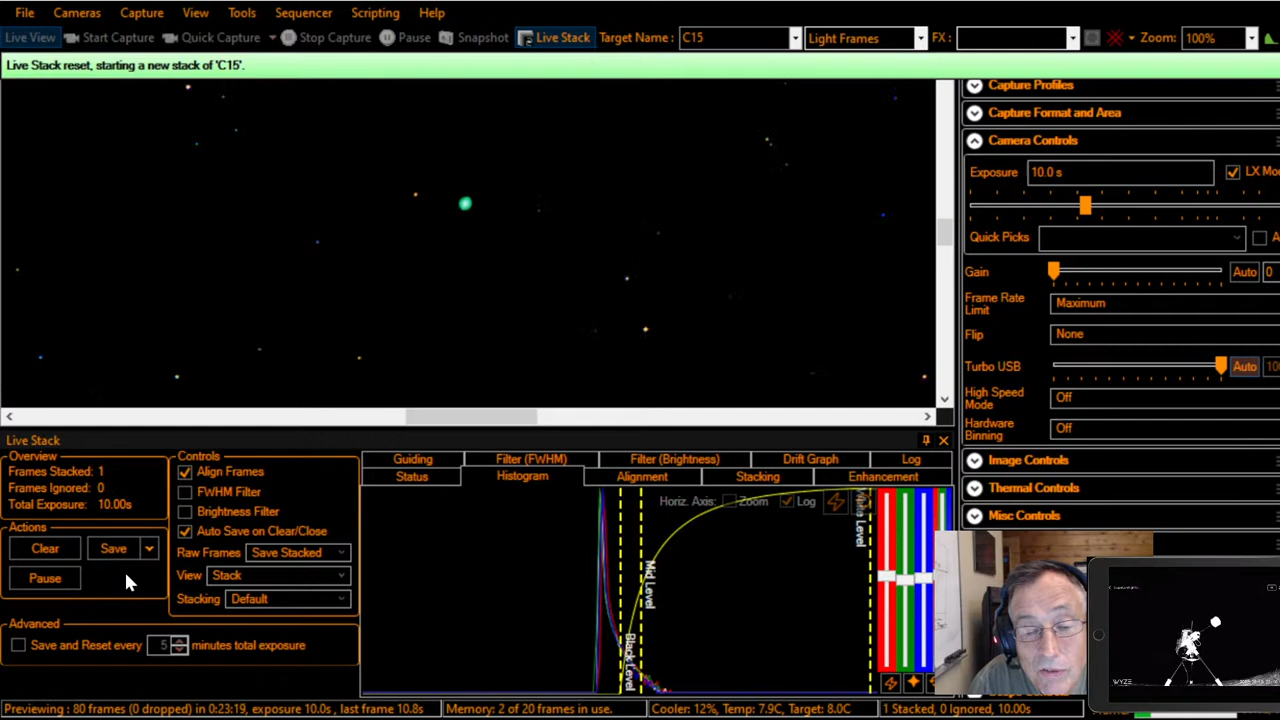 File Cameras Capture View Tools Sequencer Scripting Help
Live View Start Capture Quick Capture Stop Capture Pause Snapshot Live Stack Target Name : C15 Light Frames FX : Zoom: 100%
Live Stack reset, starting a new stack of 'C15'.
Capture Profiles
Capture Format and Area
Camera Controls
Exposure 10.0 s LX Mo
Quick Picks A
Gain Auto 0
Frame Rate Limit Maximum
Flip None
Turbo USB Auto 10
High Speed Mode Off
Hardware Binning Off
Image Controls
Thermal Controls
Misc Controls
Live Stack
Overview
Frames Stacked: 1
Frames Ignored: 0
Total Exposure: 10.00s
Actions
Clear Save
Pause
Controls
Align Frames
FWHM Filter
Brightness Filter
Auto Save on Clear/Close
Raw Frames Save Stacked
View Stack
Stacking Default
Advanced
Save and Reset every 5 minutes total exposure
Guiding Filter (FWHM) Filter (Brightness) Drift Graph Log
Status Histogram Alignment Stacking Enhancement
Horiz. Axis: Zoom Log
Black Level
Mid Level
White Level
WYZE
Previewing : 80 frames (0 dropped) in 0:23:19, exposure 10.0s , last frame 10.8s Memory: 2 of 20 frames in use. Cooler: 12%, Temp: 7.9C, Target: 8.0C 1 Stacked, 0 Ignored, 10.00s